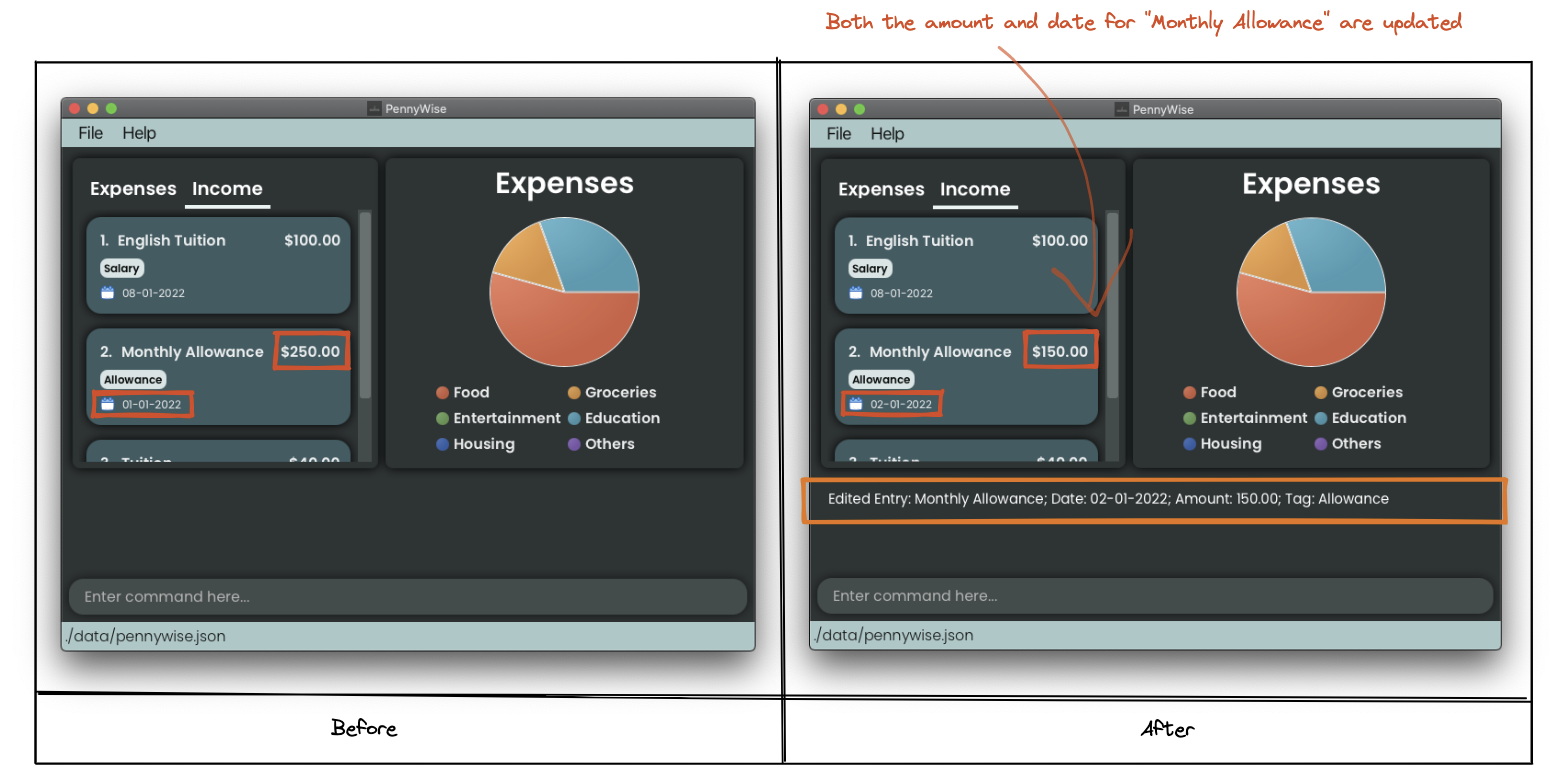 Both the amount and date for "Monthly Allowance" are updated
PennyWise
File Help
Expenses Income
1. English Tuition $100.00
Salary
08-01-2022
2. Monthly Allowance $250.00
Allowance
01-01-2022
3. Tuition $40.00
Expenses
Food Groceries
Entertainment Education
Housing Others
Enter command here...
./data/pennywise.json
Before
PennyWise
File Help
Expenses Income
1. English Tuition $100.00
Salary
08-01-2022
2. Monthly Allowance $150.00
Allowance
02-01-2022
3. Tuition $40.00
Expenses
Food Groceries
Entertainment Education
Housing Others
Edited Entry: Monthly Allowance; Date: 02-01-2022; Amount: 150.00; Tag: Allowance
Enter command here...
./data/pennywise.json
After